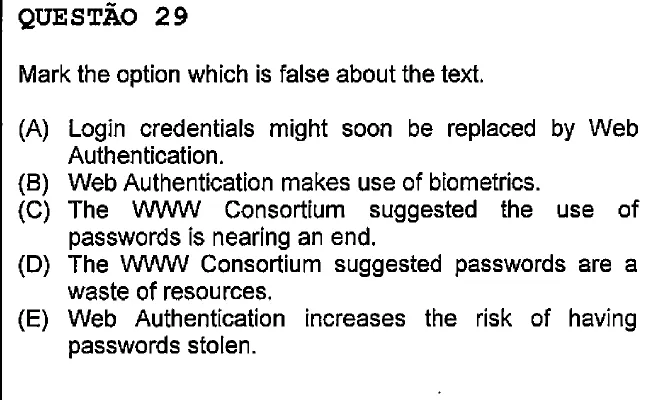 QUESTÃO 29
Mark the option which is false about the text.
(A) Login credentials might soon be replaced by Web
Authentication.
(B) Web Authentication makes use of biometrics.
(C) The WWW Consortium suggested the use of
passwords is nearing an end.
(D) The WWW Consortium suggested passwords are a
waste of resources.
(E) Web Authentication increases the risk of having
passwords stolen.